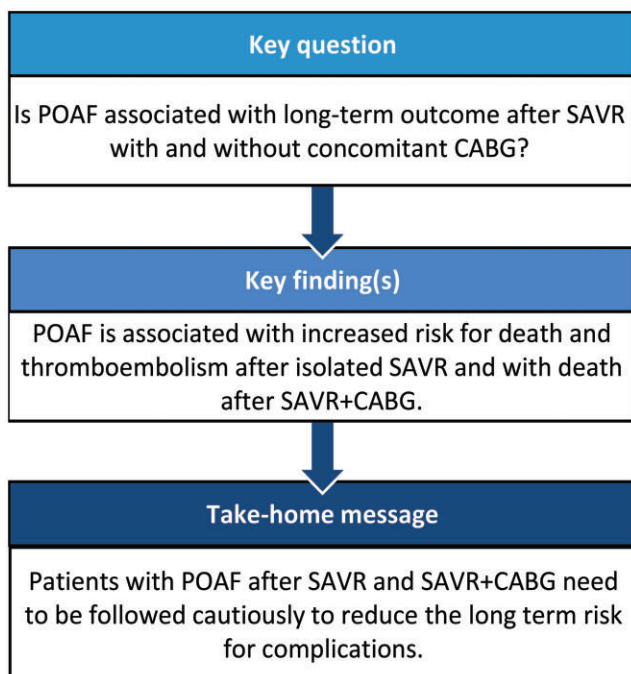 Key question
Is POAF associated with long-term outcome after SAVR
with and without concomitant CABG?
Key finding(s)
POAF is associated with increased risk for death and
thromboembolism after isolated SAVR and with death
after SAVR+CABG.
Take-home message
Patients with POAF after SAVR and SAVR+CABG need
to be followed cautiously to reduce the long term risk
for complications.